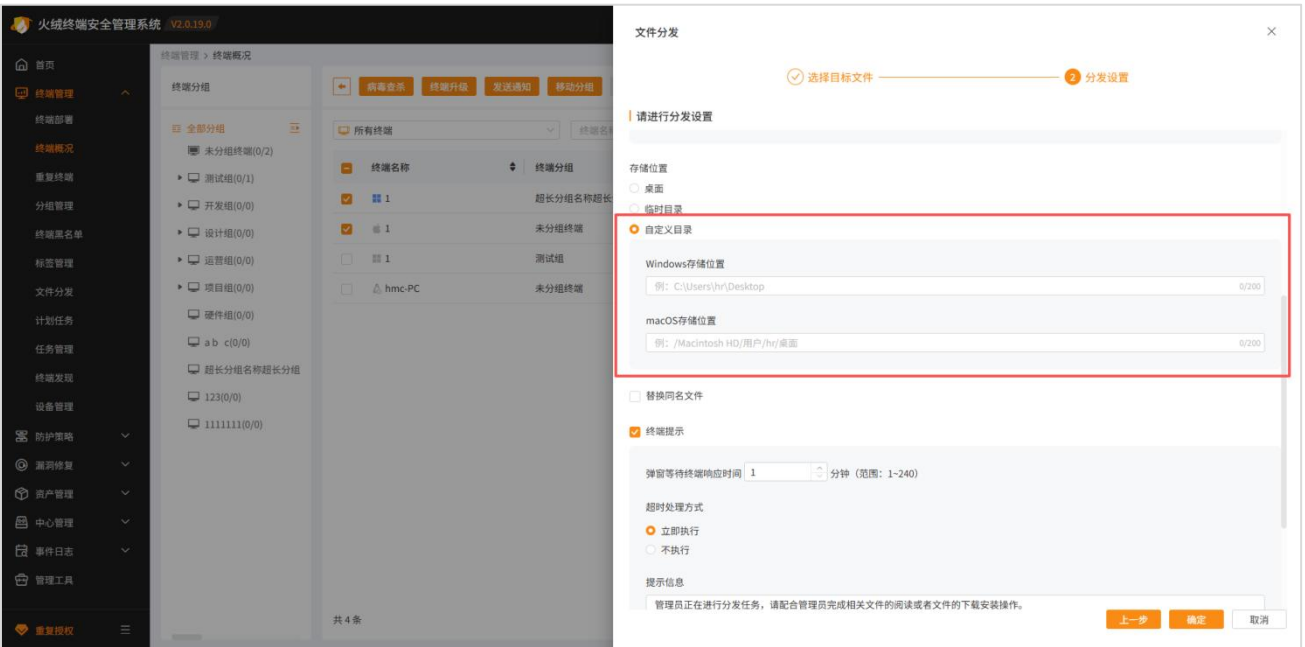 火绒终端安全管理系统 V2.0.19.0
首页
终端管理
终端部署
终端概况
重复终端
分组管理
终端黑名单
标签管理
文件分发
计划任务
任务管理
终端发现
设备管理
防护策略
漏洞修复
资产管理
中心管理
事件日志
管理工具
重复授权
终端管理 > 终端概况
终端分组
全部分组
未分组终端(0/2)
测试组(0/1)
开发组(0/0)
设计组(0/0)
运营组(0/0)
项目组(0/0)
硬件组(0/0)
a b c(0/0)
超长分组名称超长分组
123(0/0)
1111111(0/0)
病毒查杀 终端升级 发送通知 移动分组
所有终端 终端名
终端名称 终端分组
1 超长分组名称超长
1 未分组终端
1 测试组
hmc-PC 未分组终端
共 4 条
文件分发
选择目标文件 2 分发设置
请进行分发设置
存储位置
桌面
临时目录
自定义目录
Windows存储位置
例：C:\Users\hr\Desktop 0/200
macOS存储位置
例：/Macintosh HD/用户/hr/桌面 0/200
替换同名文件
终端提示
弹窗等待终端响应时间 1 分钟（范围：1~240）
超时处理方式
立即执行
不执行
提示信息
管理员正在进行分发任务，请配合管理员完成相关文件的阅读或者文件的下载安装操作。
上一步 确定 取消